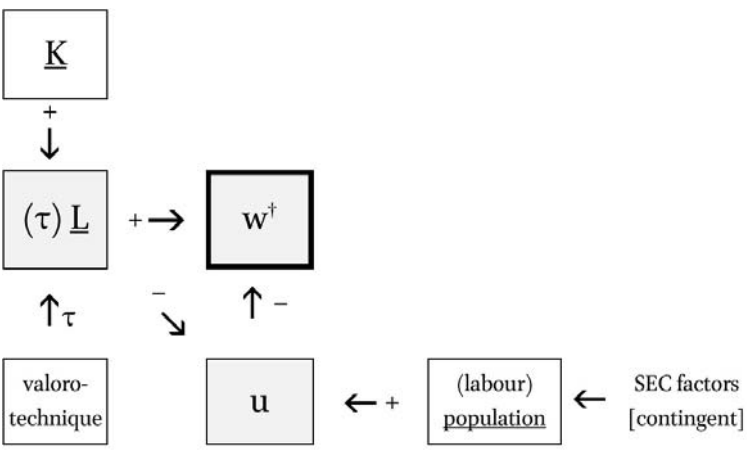 K
+
(τ) L + w†
τ – –
valoro-
technique
u
+
(labour)
population
SEC factors
[contingent]